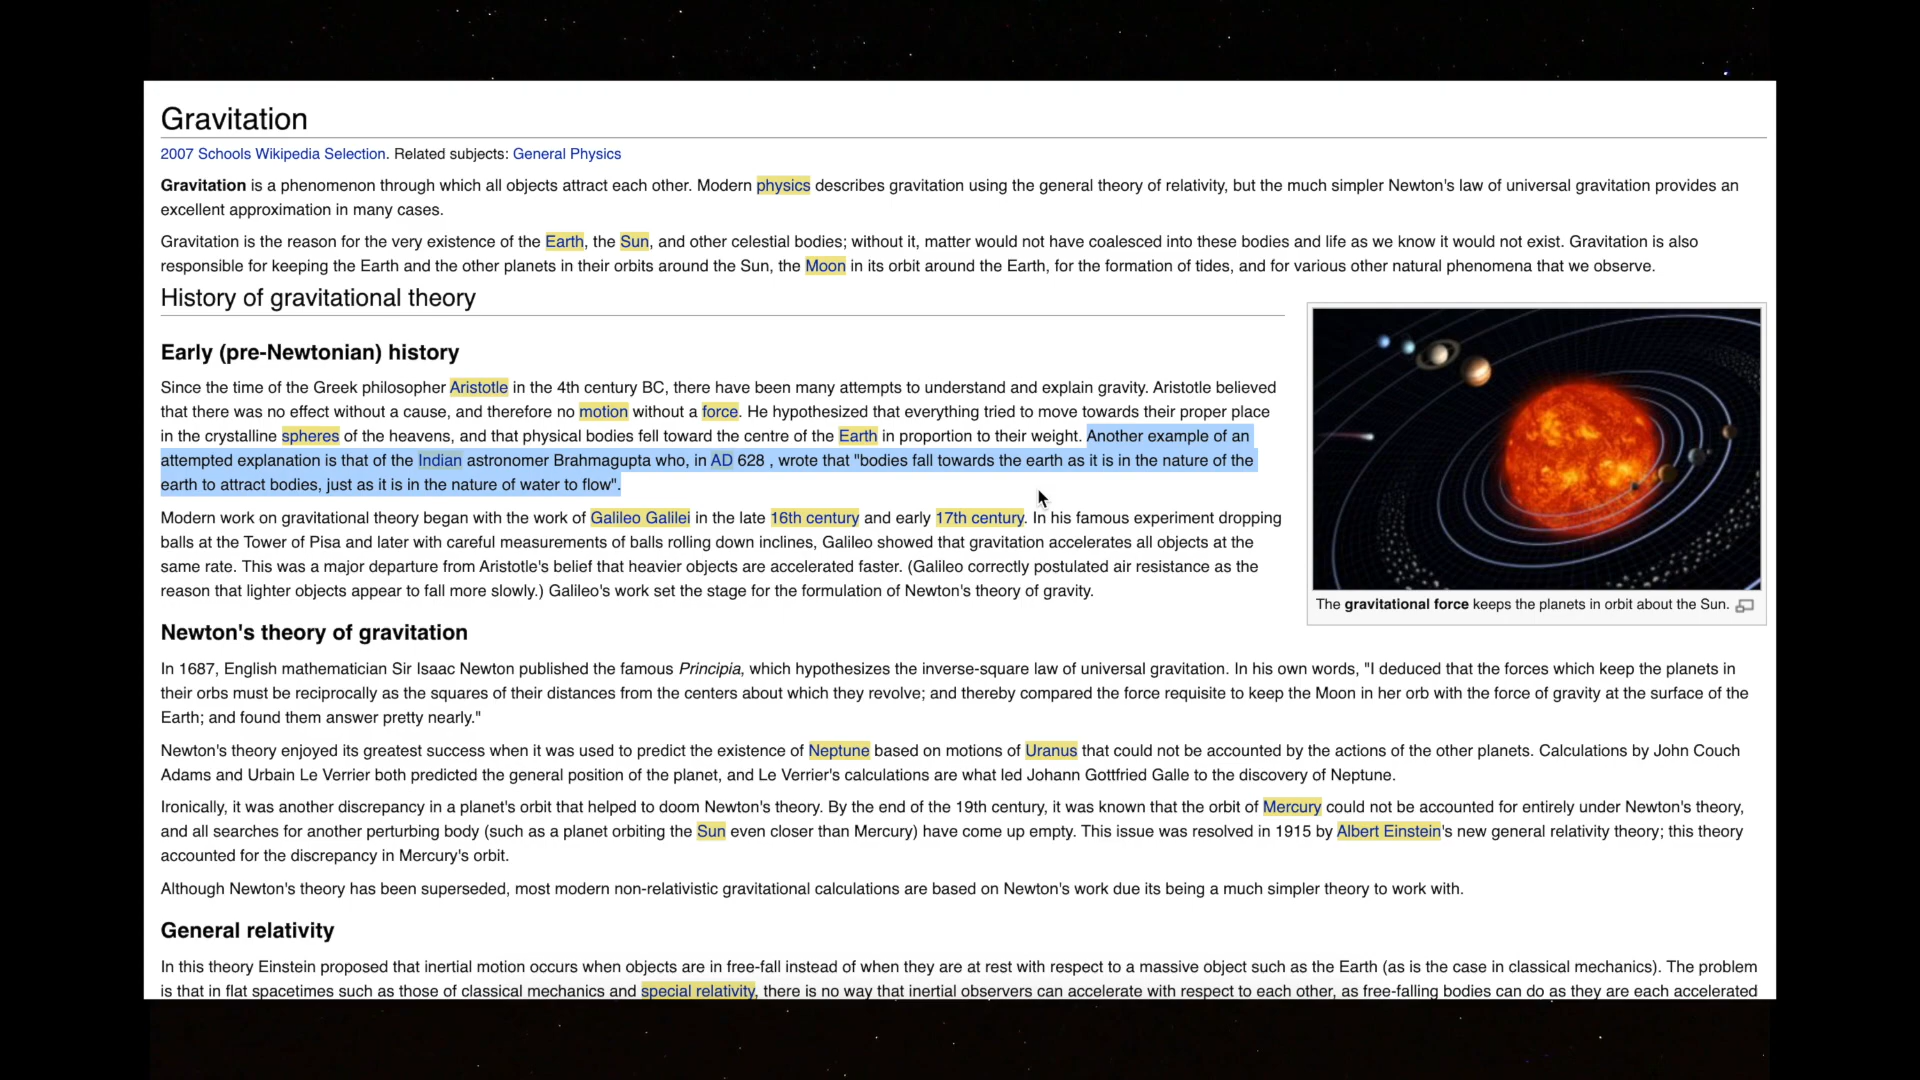 Gravitation
2007 Schools Wikipedia Selection. Related subjects: General Physics
Gravitation is a phenomenon through which all objects attract each other. Modern physics describes gravitation using the general theory of relativity, but the much simpler Newton's law of universal gravitation provides an
excellent approximation in many cases.
Gravitation is the reason for the very existence of the Earth, the Sun, and other celestial bodies; without it, matter would not have coalesced into these bodies and life as we know it would not exist. Gravitation is also
responsible for keeping the Earth and the other planets in their orbits around the Sun, the Moon in its orbit around the Earth, for the formation of tides, and for various other natural phenomena that we observe.
History of gravitational theory
Early (pre-Newtonian) history
Since the time of the Greek philosopher Aristotle in the 4th century BC, there have been many attempts to understand and explain gravity. Aristotle believed
that there was no effect without a cause, and therefore no motion without a force. He hypothesized that everything tried to move towards their proper place
in the crystalline spheres of the heavens, and that physical bodies fell toward the centre of the Earth in proportion to their weight. Another example of an
attempted explanation is that of the Indian astronomer Brahmagupta who, in AD 628 , wrote that "bodies fall towards the earth as it is in the nature of the
earth to attract bodies, just as it is in the nature of water to flow".
Modern work on gravitational theory began with the work of Galileo Galilei in the late 16th century and early 17th century. In his famous experiment dropping
balls at the Tower of Pisa and later with careful measurements of balls rolling down inclines, Galileo showed that gravitation accelerates all objects at the
same rate. This was a major departure from Aristotle's belief that heavier objects are accelerated faster. (Galileo correctly postulated air resistance as the
reason that lighter objects appear to fall more slowly.) Galileo's work set the stage for the formulation of Newton's theory of gravity.
The gravitational force keeps the planets in orbit about the Sun.
Newton's theory of gravitation
In 1687, English mathematician Sir Isaac Newton published the famous Principia, which hypothesizes the inverse-square law of universal gravitation. In his own words, "I deduced that the forces which keep the planets in
their orbs must be reciprocally as the squares of their distances from the centers about which they revolve; and thereby compared the force requisite to keep the Moon in her orb with the force of gravity at the surface of the
Earth; and found them answer pretty nearly."
Newton's theory enjoyed its greatest success when it was used to predict the existence of Neptune based on motions of Uranus that could not be accounted by the actions of the other planets. Calculations by John Couch
Adams and Urbain Le Verrier both predicted the general position of the planet, and Le Verrier's calculations are what led Johann Gottfried Galle to the discovery of Neptune.
Ironically, it was another discrepancy in a planet's orbit that helped to doom Newton's theory. By the end of the 19th century, it was known that the orbit of Mercury could not be accounted for entirely under Newton's theory,
and all searches for another perturbing body (such as a planet orbiting the Sun even closer than Mercury) have come up empty. This issue was resolved in 1915 by Albert Einstein's new general relativity theory; this theory
accounted for the discrepancy in Mercury's orbit.
Although Newton's theory has been superseded, most modern non-relativistic gravitational calculations are based on Newton's work due its being a much simpler theory to work with.
General relativity
In this theory Einstein proposed that inertial motion occurs when objects are in free-fall instead of when they are at rest with respect to a massive object such as the Earth (as is the case in classical mechanics). The problem
is that in flat spacetimes such as those of classical mechanics and special relativity, there is no way that inertial observers can accelerate with respect to each other, as free-falling bodies can do as they are each accelerated